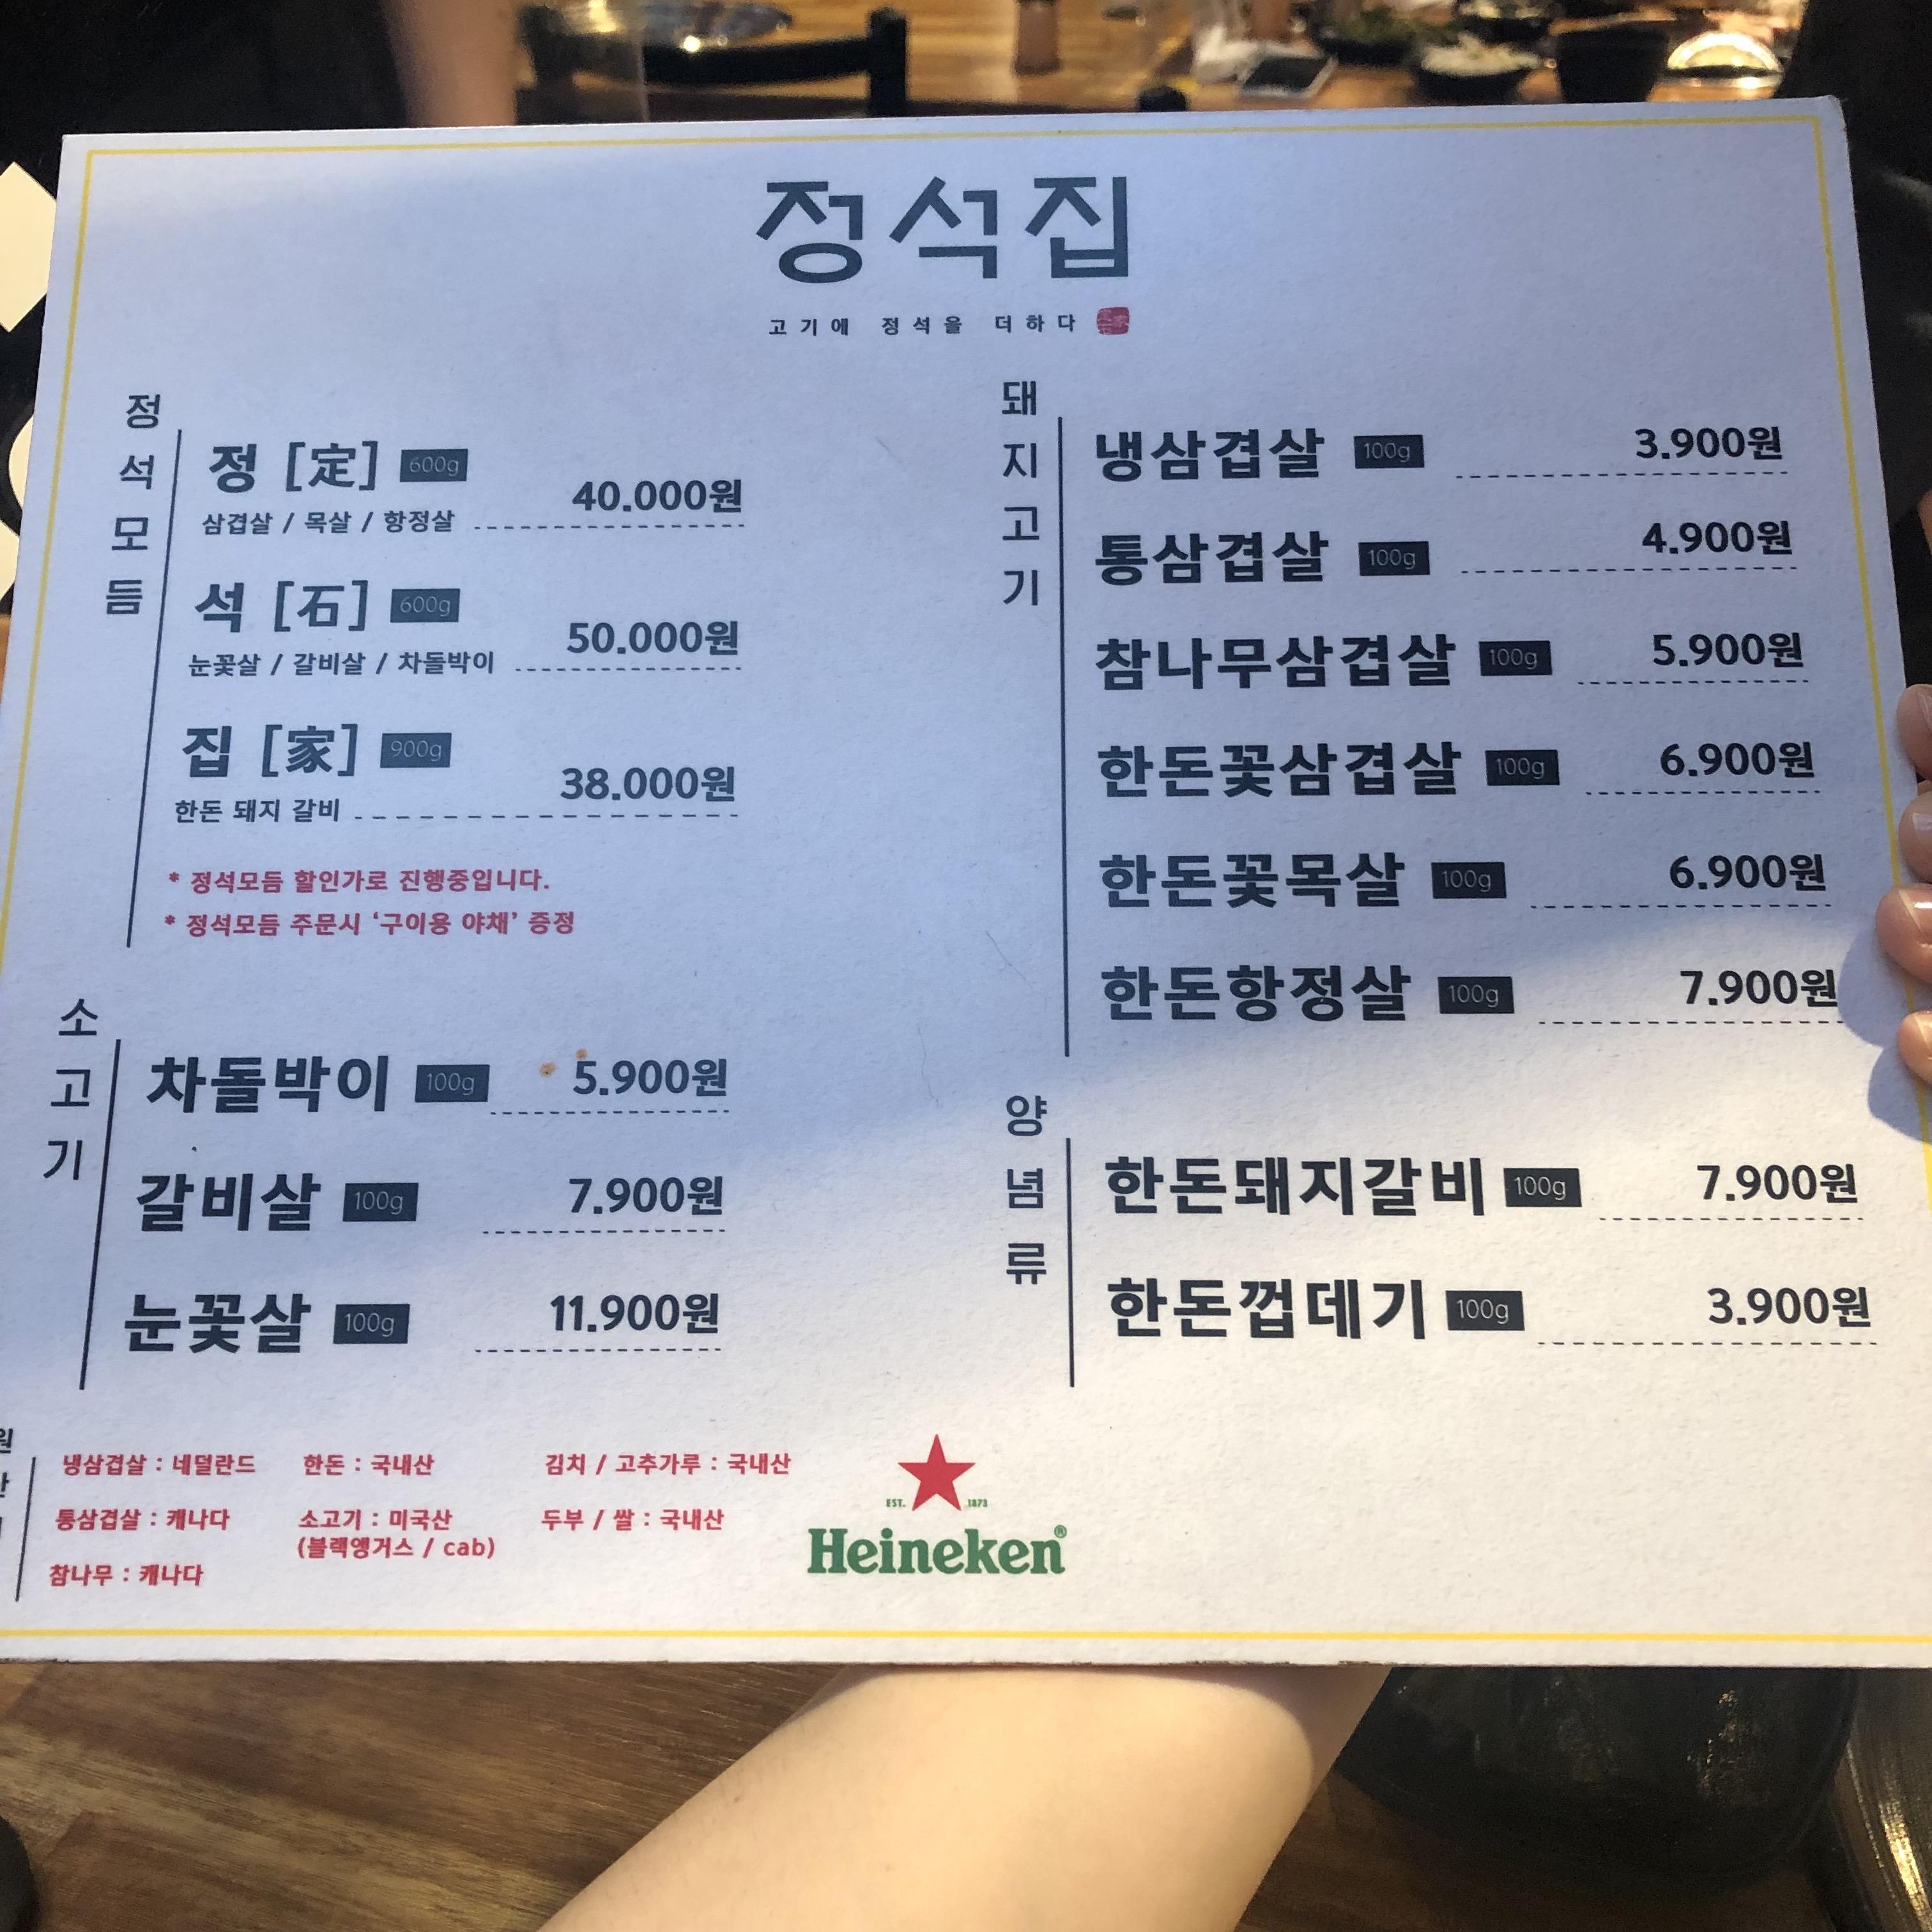 정석집
고기에 정석을 더하다
정석모듬
정 [定] 600g
삼겹살 / 목살 / 항정살 40.000원
석 [石] 600g
눈꽃살 / 갈비살 / 차돌박이 50.000원
집 [家] 900g
한돈 돼지 갈비 38.000원
* 정석모듬 할인가로 진행중입니다.
* 정석모듬 주문시 ‘구이용 야채’ 증정
소고기
차돌박이 100g 5.900원
갈비살 100g 7.900원
눈꽃살 100g 11.900원
돼지고기
냉삼겹살 100g 3.900원
통삼겹살 100g 4.900원
참나무삼겹살 100g 5.900원
한돈꽃삼겹살 100g 6.900원
한돈꽃목살 100g 6.900원
한돈항정살 100g 7.900원
양념류
한돈돼지갈비 100g 7.900원
한돈껍데기 100g 3.900원
냉삼겹살 : 네덜란드 한돈 : 국내산 김치 / 고추가루 : 국내산
통삼겹살 : 캐나다 소고기 : 미국산 두부 / 쌀 : 국내산
(블랙앵거스 / cab)
참나무 : 캐나다
EST. 1873
Heineken®